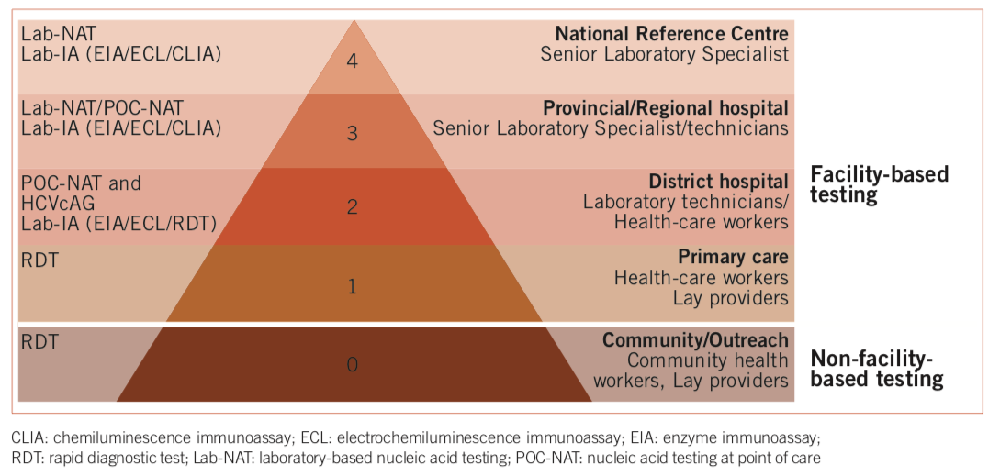 Lab-NAT
Lab-IA (EIA/ECL/CLIA)
4
National Reference Centre
Senior Laboratory Specialist
Lab-NAT/POC-NAT
Lab-IA (EIA/ECL/CLIA)
3
Provincial/Regional hospital
Senior Laboratory Specialist/technicians
POC-NAT and
HCVcAG
Lab-IA (EIA/ECL/RDT)
2
District hospital
Laboratory technicians/
Health-care workers
RDT
1
Primary care
Health-care workers
Lay providers
Facility-based
testing
RDT
0
Community/Outreach
Community health
workers, Lay providers
Non-facility-
based testing
CLIA: chemiluminescence immunoassay; ECL: electrochemiluminescence immunoassay; EIA: enzyme immunoassay;
RDT: rapid diagnostic test; Lab-NAT: laboratory-based nucleic acid testing; POC-NAT: nucleic acid testing at point of care